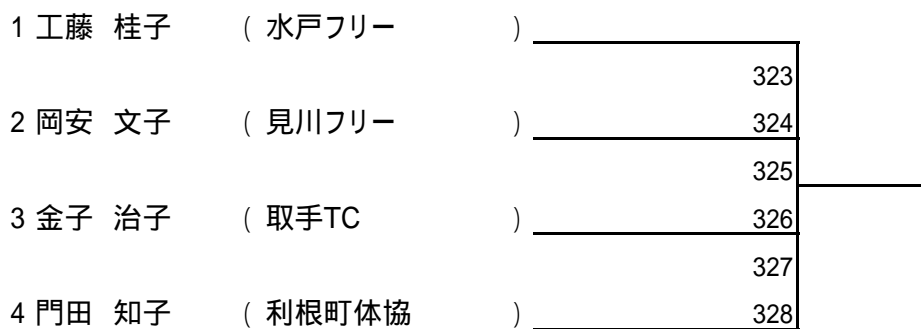 1 工藤 桂子 ( 水戸フリー )
323
2 岡安 文子 ( 見川フリー ) 324
325
3 金子 治子 ( 取手TC ) 326
327
4 門田 知子 ( 利根町体協 ) 328